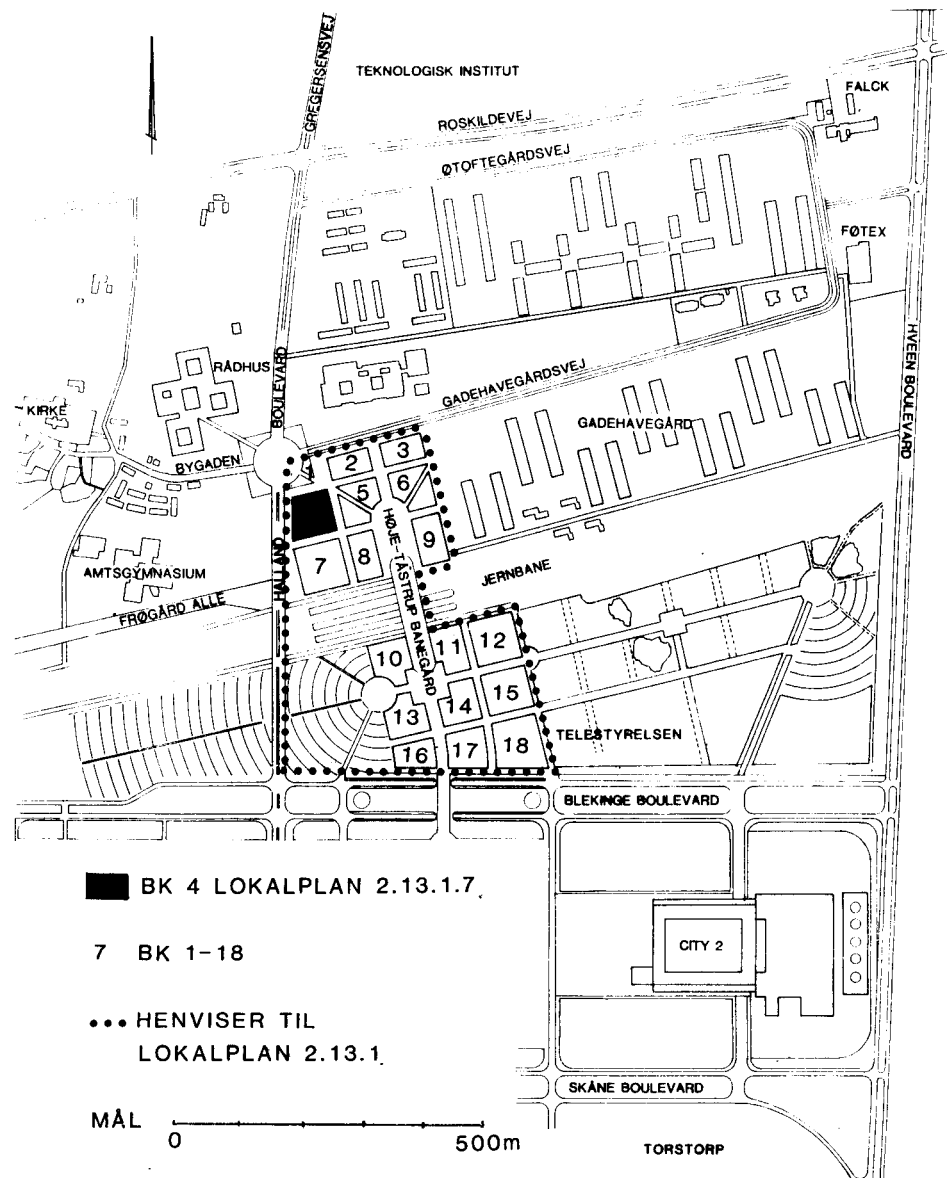 GREGERSENSVEJ
TEKNOLOGISK INSTITUT
FALCK
ROSKILDEVEJ
ØTOFTEGÅRDSVEJ
FØTEX
HVEEN BOULEVARD
RÅDHUS
BOULEVARD
GADEHAVEGÅRDSVEJ
KIRKE
GADEHAVEGÅRD
BYGADEN
1
2
3
5
6
HØJE-TÅSTRUP BANEGÅRD
7
8
9
HALLAND
AMTSGYMNASIUM
JERNBANE
FRØGÅRD ALLE
10
11
12
13
14
15
16
17
18
TELESTYRELSEN
BLEKINGE BOULEVARD
BK 4 LOKALPLAN 2.13.1.7
7 BK 1-18
CITY 2
••• HENVISER TIL
LOKALPLAN 2.13.1
SKÅNE BOULEVARD
MÅL
0 500m
TORSTORP